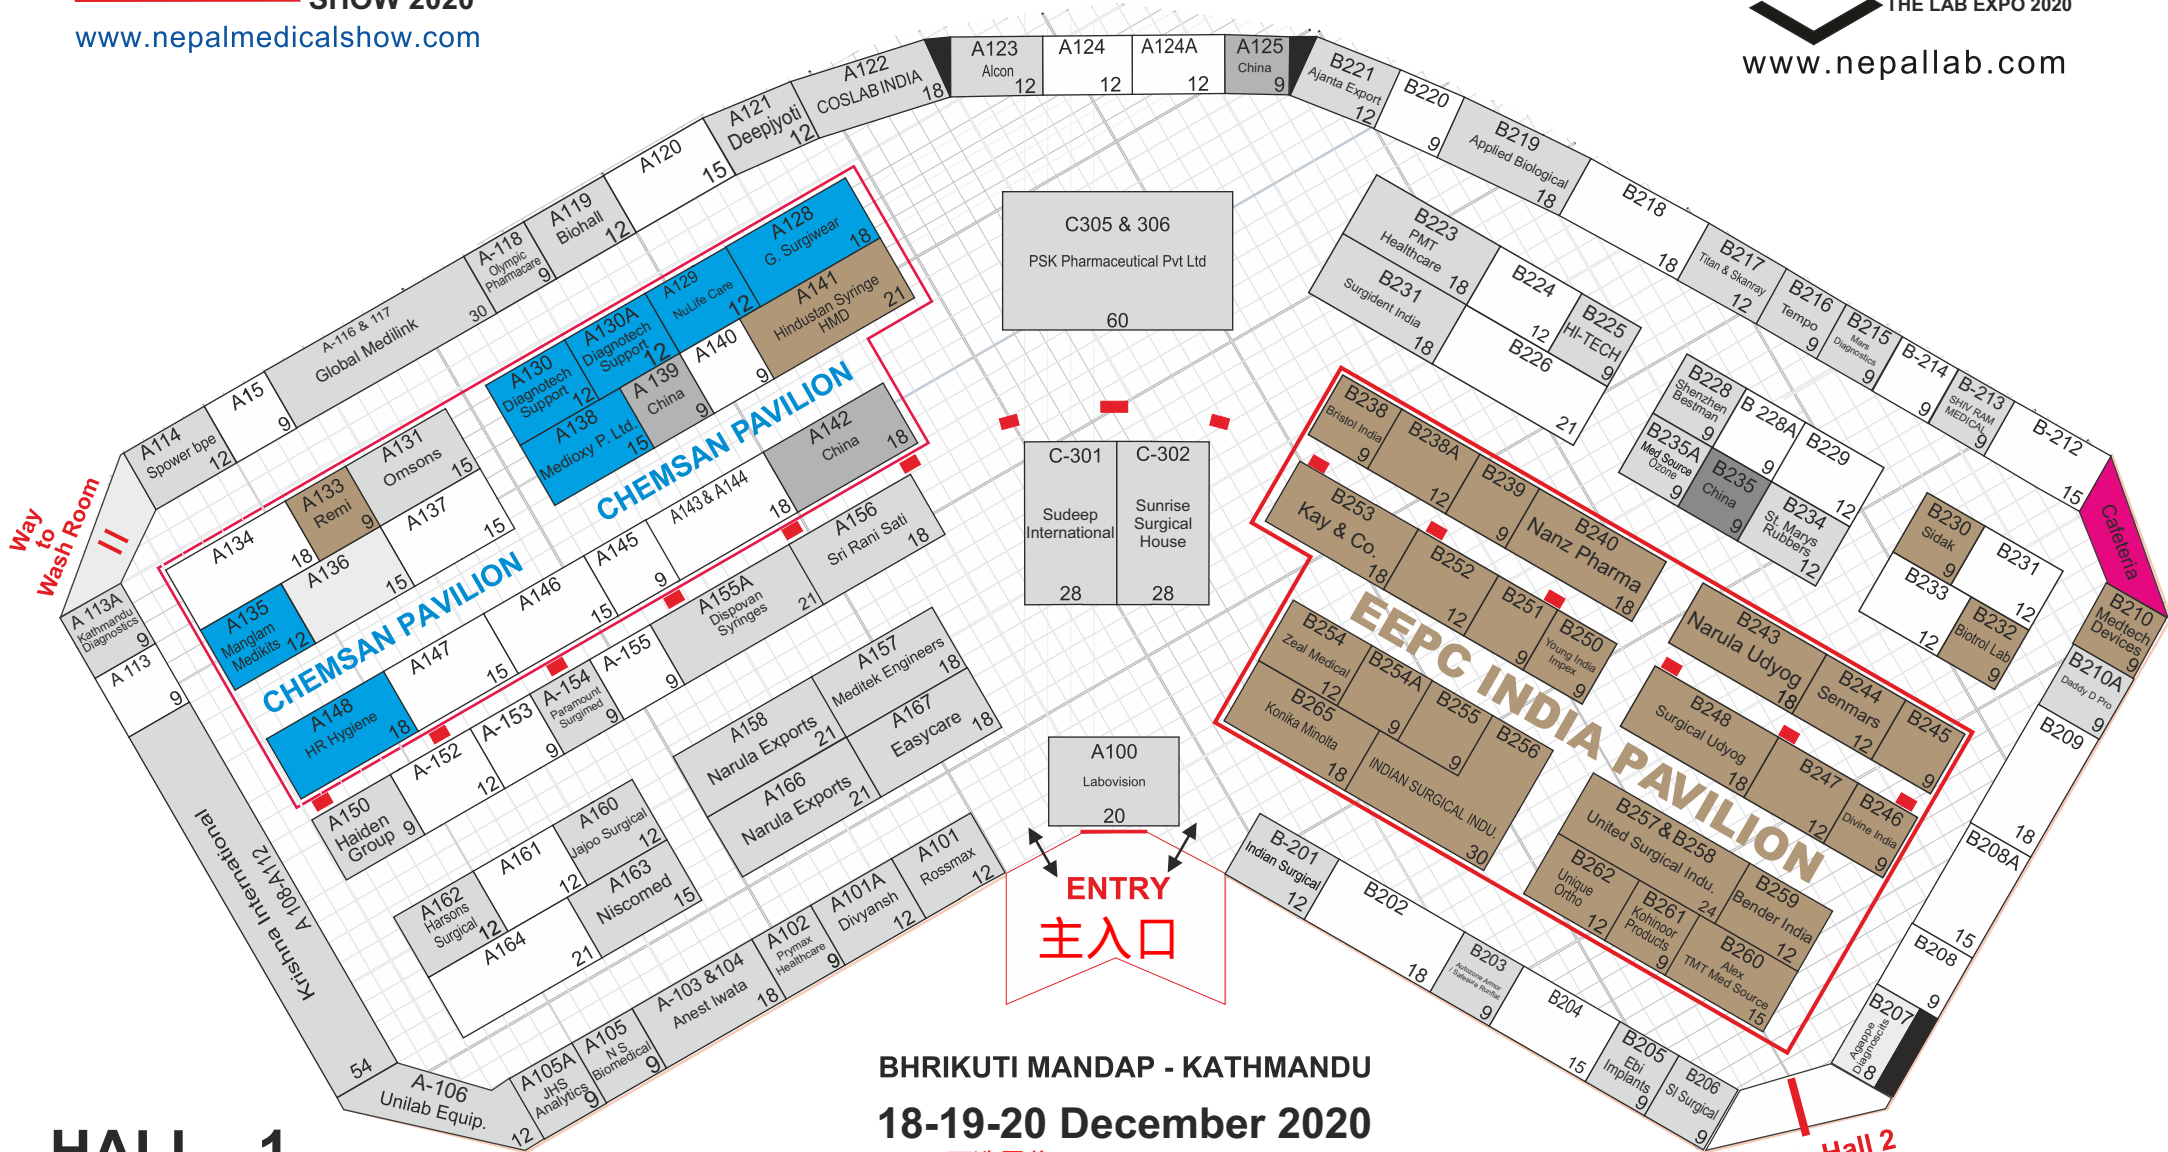 SHOW 2020
www.nepalmedicalshow.com
THE LAB EXPO 2020
www.nepallab.com
A122
COSLAB INDIA
18
A123
Alcon
12
A124
12
A124A
12
A125
China
9
B221
Ajanta Export
12
B220
9
B219
Applied Biological
18
B218
18
B217
Titan & Skanray
12
B216
Tempo
9
B215
Mars
Diagnostics
9
B-214
9
B-213
SHIV RAM
MEDICAL
9
B-212
15
Cafeteria
A121
Deepjyoti
12
A120
15
A119
Biohall
12
A-118
Olympic
Pharmacare
9
A-116 & 117
Global Medilink
30
A15
9
A114
Spower bpe
12
Way
to
Wash Room
A113A
Kathmandu
Diagnostics
9
A113
9
Krishna International
A 108-A112
54
A-106
Unilab Equip.
12
A105A
JHS
Analytics
9
A105
N S
Biomedical
9
A-103 &104
Anest Iwata
18
A102
Prymax
Healthcare
9
A101A
Divyansh
12
A101
Rossmax
12
A128
G. Surgiwear
18
A129
NuLife Care
12
A130A
Diagnotech
Support
12
A130
Diagnotech
Support
12
A138
Medioxy P. Ltd.
15
A 139
China
9
A140
9
A141
Hindustan Syringe
HMD
21
CHEMSAN PAVILION
A142
China
18
A143& A144
18
A145
9
A146
15
A147
15
A148
HR Hygiene
18
A131
Omsons
15
A133
Remi
9
A134
18
A135
Manglam
Medikits
12
A136
15
A137
15
CHEMSAN PAVILION
A156
Sri Rani Sati
18
A155A
Dispovan
Syringes
21
A-155
9
A-154
Paramount
Surgimed
9
A-153
9
A-152
12
A150
Haiden
Group
9
A157
Meditek Engineers
18
A158
Narula Exports
21
A166
Narula Exports
21
A167
Easycare
18
A160
Jajoo Surgical
12
A161
12
A162
Harsons
Surgical
12
A163
Niscomed
15
A164
21
C305 & 306
PSK Pharmaceutical Pvt Ltd
60
C-301
Sudeep
International
28
C-302
Sunrise
Surgical
House
28
A100
Labovision
20
ENTRY
主入口
B223
PMT
Healthcare
18
B224
12
B225
HI-TECH
9
B231
Surgident India
18
B226
21
B228
Shenzhen
Bestman
9
B 228A
9
B229
12
B235A
Med Source
Ozone
9
B235
China
9
B234
St. Marys
Rubbers
12
B230
Sidak
9
B231
12
B233
12
B232
Biotrol Lab
9
B210
Medtech
Devices
9
B210A
Daddy D Pro
9
B209
18
B208A
15
B208
9
B207
Agappe
Diagnoscits
8
B238
Bristol India
9
B238A
12
B239
9
B240
Nanz Pharma
18
B253
Kay & Co.
18
B252
12
B251
9
B250
Young India
Impex
9
B243
Narula Udyog
18
B244
Senmars
12
B245
9
B248
Surgical Udyog
18
B247
12
B246
Divine India
9
EEPC INDIA PAVILION
B254
Zeal Medical
12
B254A
9
B255
9
B256
INDIAN SURGICAL INDU.
30
B265
Konika Minolta
18
B257&B258
United Surgical Indu.
24
B259
Bender India
12
B262
Unique
Ortho
12
B261
Kohinoor
Products
9
B260
Alex
TMT Med Source
15
B-201
Indian Surgical
12
B202
18
B203
Autozone Armor
/ Safesire Runflat
9
B204
15
B205
Ebi
Implants
9
B206
SI Surgical
9
Hall 2
BHRIKUTI MANDAP - KATHMANDU
18-19-20 December 2020
HALL - 1